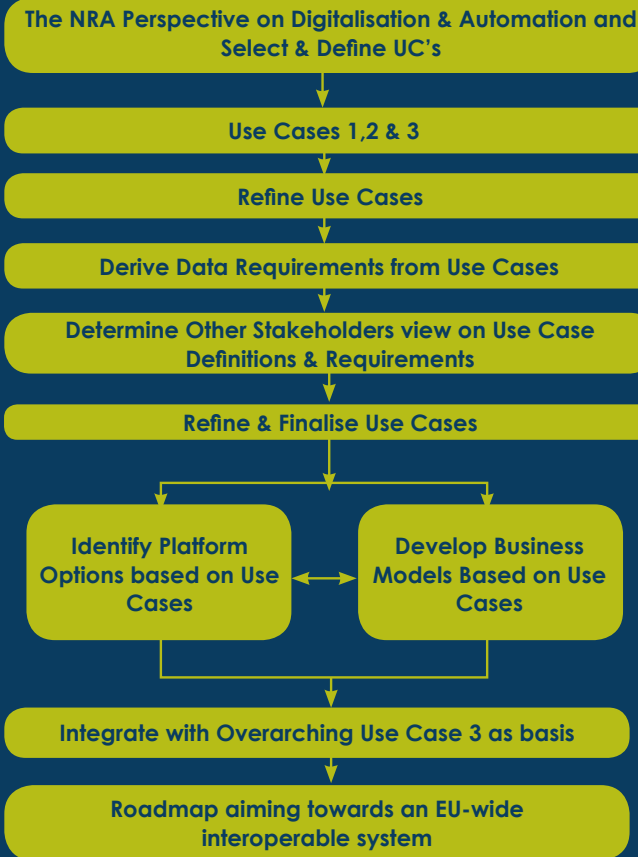 The NRA Perspective on Digitalisation & Automation and
Select & Define UC's
Use Cases 1,2 & 3
Refine Use Cases
Derive Data Requirements from Use Cases
Determine Other Stakeholders view on Use Case
Definitions & Requirements
Refine & Finalise Use Cases
Identify Platform
Options based on Use
Cases
Develop Business
Models Based on Use
Cases
Integrate with Overarching Use Case 3 as basis
Roadmap aiming towards an EU-wide
interoperable system